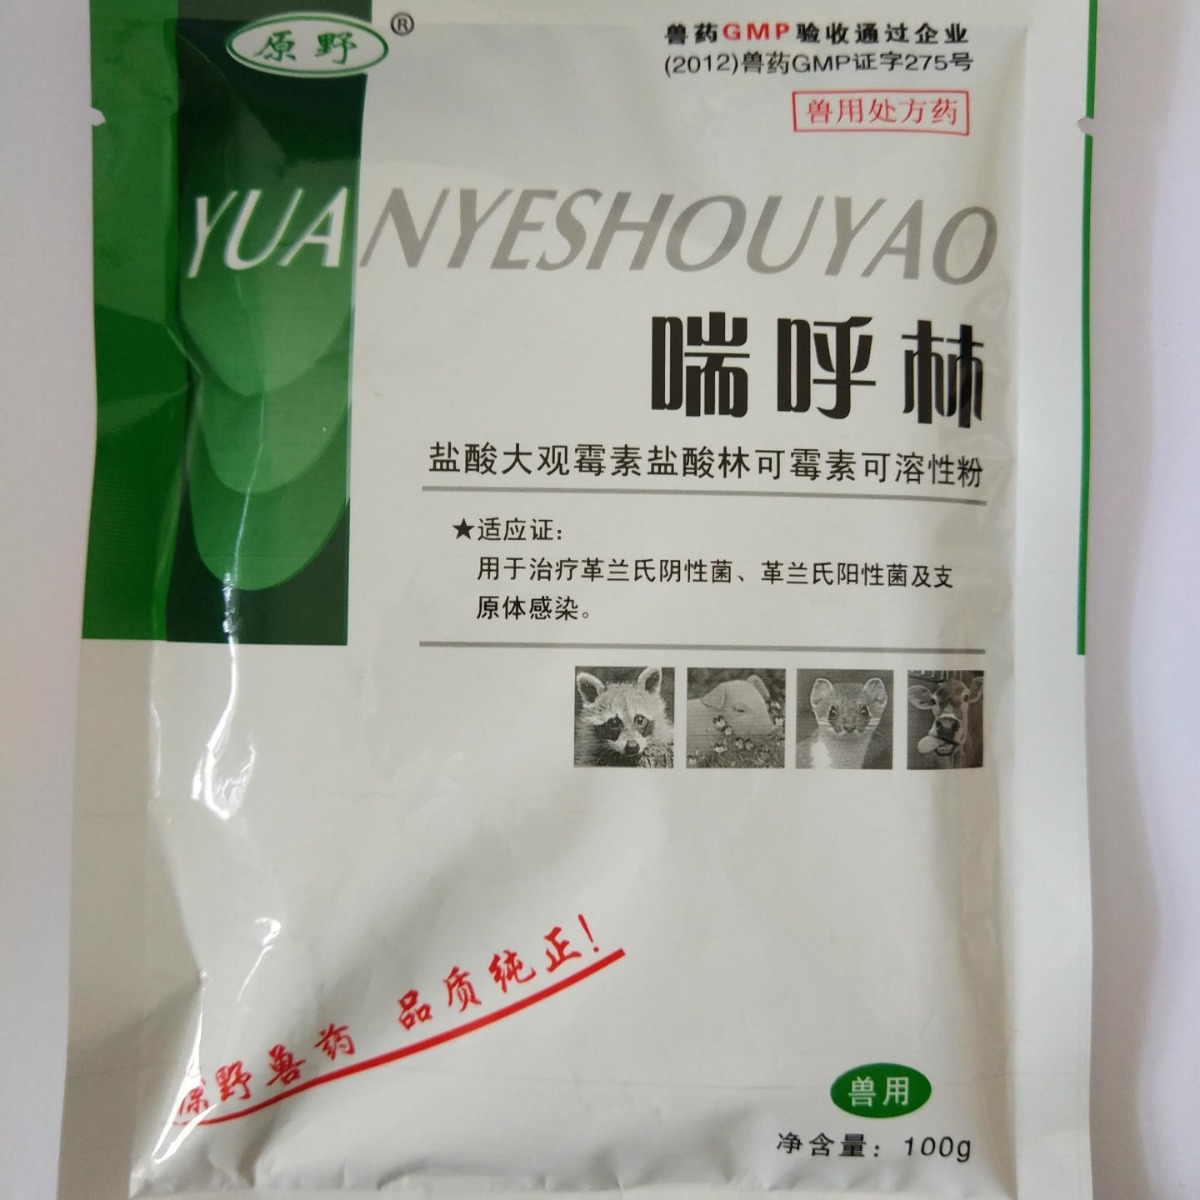 原野®
兽药GMP验收通过企业
(2012)兽药GMP证字275号
兽用处方药
YUANYESHOUYAO
喘呼林
盐酸大观霉素盐酸林可霉素可溶性粉
★适应证：
用于治疗革兰氏阴性菌、革兰氏阳性菌及支
原体感染。
原野兽药 品质纯正！
兽用
净含量：100g